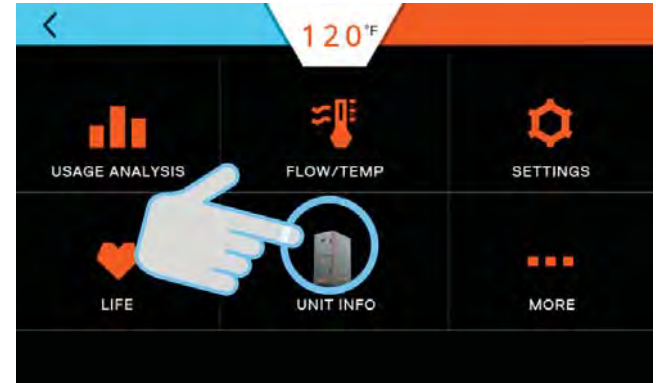 120°F
USAGE ANALYSIS
FLOW/TEMP
SETTINGS
LIFE
UNIT INFO
MORE